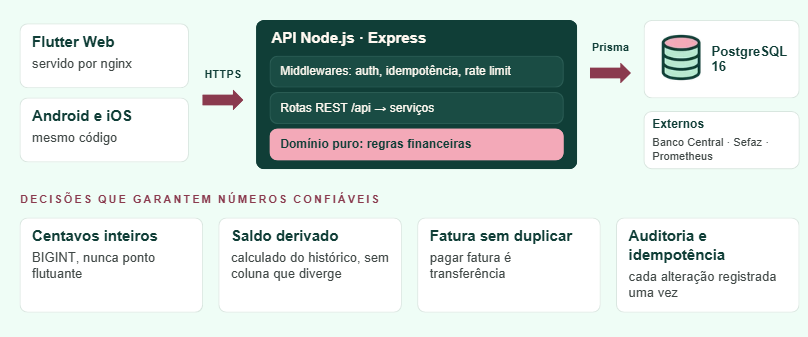 Flutter Web
servido por nginx
Android e iOS
mesmo código
HTTPS
API Node.js · Express
Middlewares: auth, idempotência, rate limit
Rotas REST /api → serviços
Domínio puro: regras financeiras
Prisma
PostgreSQL
16
Externos
Banco Central · Sefaz ·
Prometheus
DECISÕES QUE GARANTEM NÚMEROS CONFIÁVEIS
Centavos inteiros
BIGINT, nunca ponto
flutuante
Saldo derivado
calculado do histórico, sem
coluna que diverge
Fatura sem duplicar
pagar fatura é
transferência
Auditoria e
idempotência
cada alteração registrada
uma vez